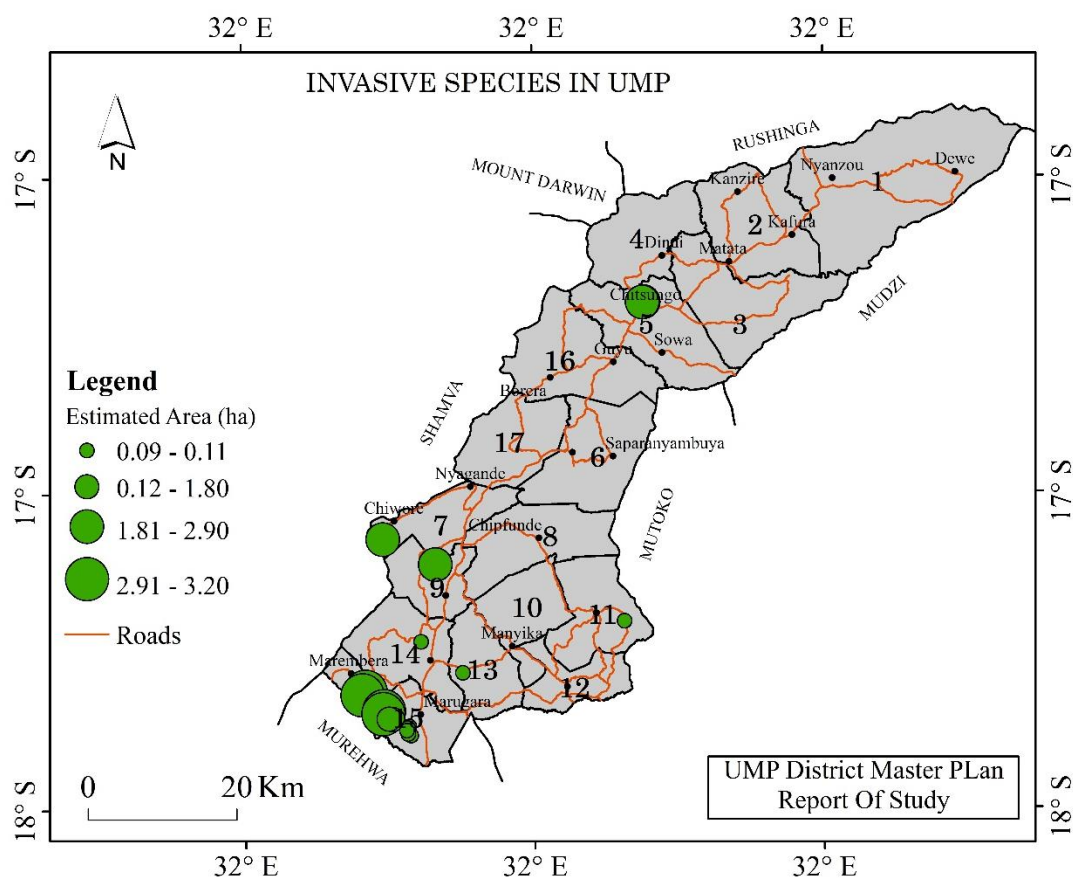 32° E
32° E
32° E
INVASIVE SPECIES IN UMP
N
RUSHINGA
MOUNT DARWIN
17° S
17° S
Dewe
Nyanzou
Kanzire
1
2
Kafura
4
Dindi
Matata
MUDZI
Chitsungo
5
3
Sowa
Guyu
16
Borera
SHAMVA
Legend
Estimated Area (ha)
0.09 - 0.11
0.12 - 1.80
1.81 - 2.90
2.91 - 3.20
Roads
17
6
Saparanyambuya
Nyagande
17° S
17° S
MUTOKO
Chiwore
7
Chipfunde
8
9
10
11
Manyika
14
13
Marembera
12
15
Marugara
MUREHWA
0
20 Km
UMP District Master PLan
Report Of Study
18° S
18° S
32° E
32° E
32° E